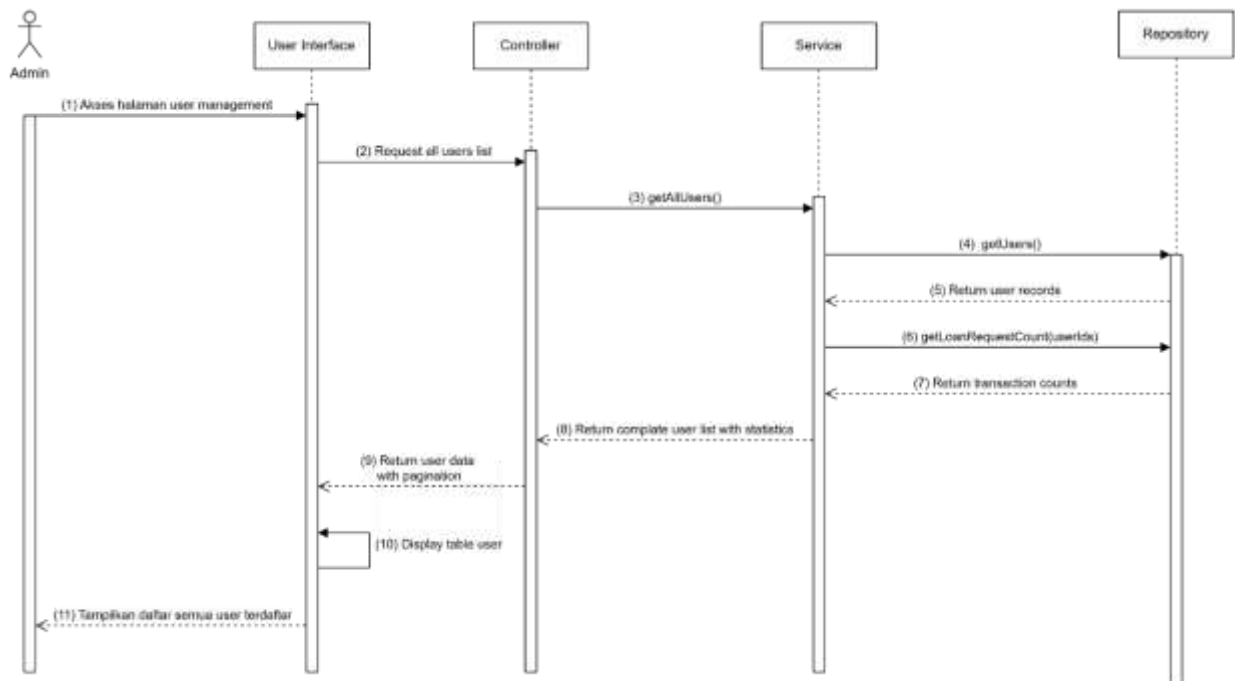 Admin
User Interface
Controller
Service
Repository
(1) Akses halaman user management
(2) Request all users list
(3) getAllUsers()
(4) getUsers()
(5) Return user records
(6) getLoanRequestCount(userIds)
(7) Return transaction counts
(8) Return complate user list with statistics
(9) Return user data
with pagination
(10) Display table user
(11) Tampilkan daftar semua user terdaftar